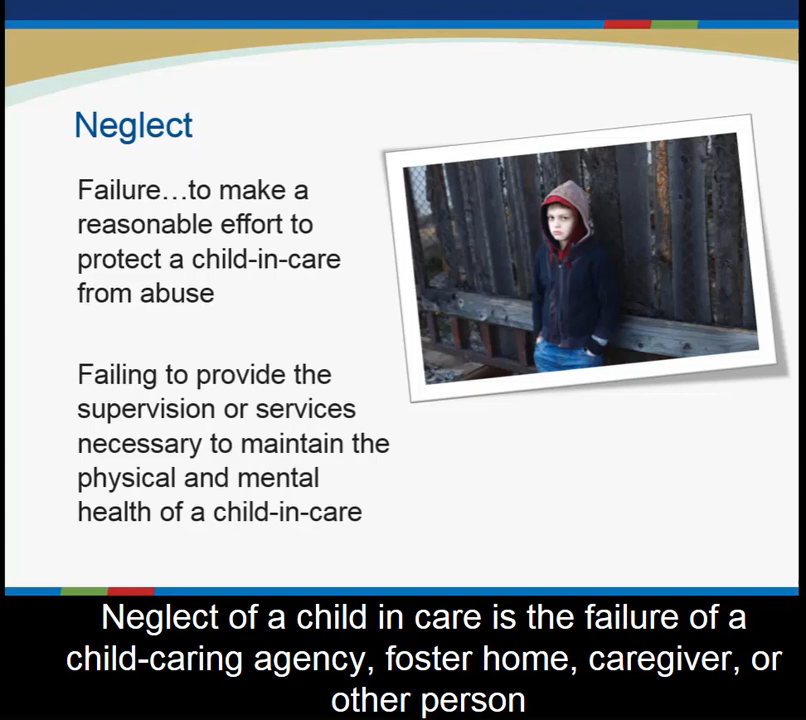 Neglect
Failure…to make a
reasonable effort to
protect a child-in-care
from abuse
Failing to provide the
supervision or services
necessary to maintain the
physical and mental
health of a child-in-care
Neglect of a child in care is the failure of a
child-caring agency, foster home, caregiver, or
other person